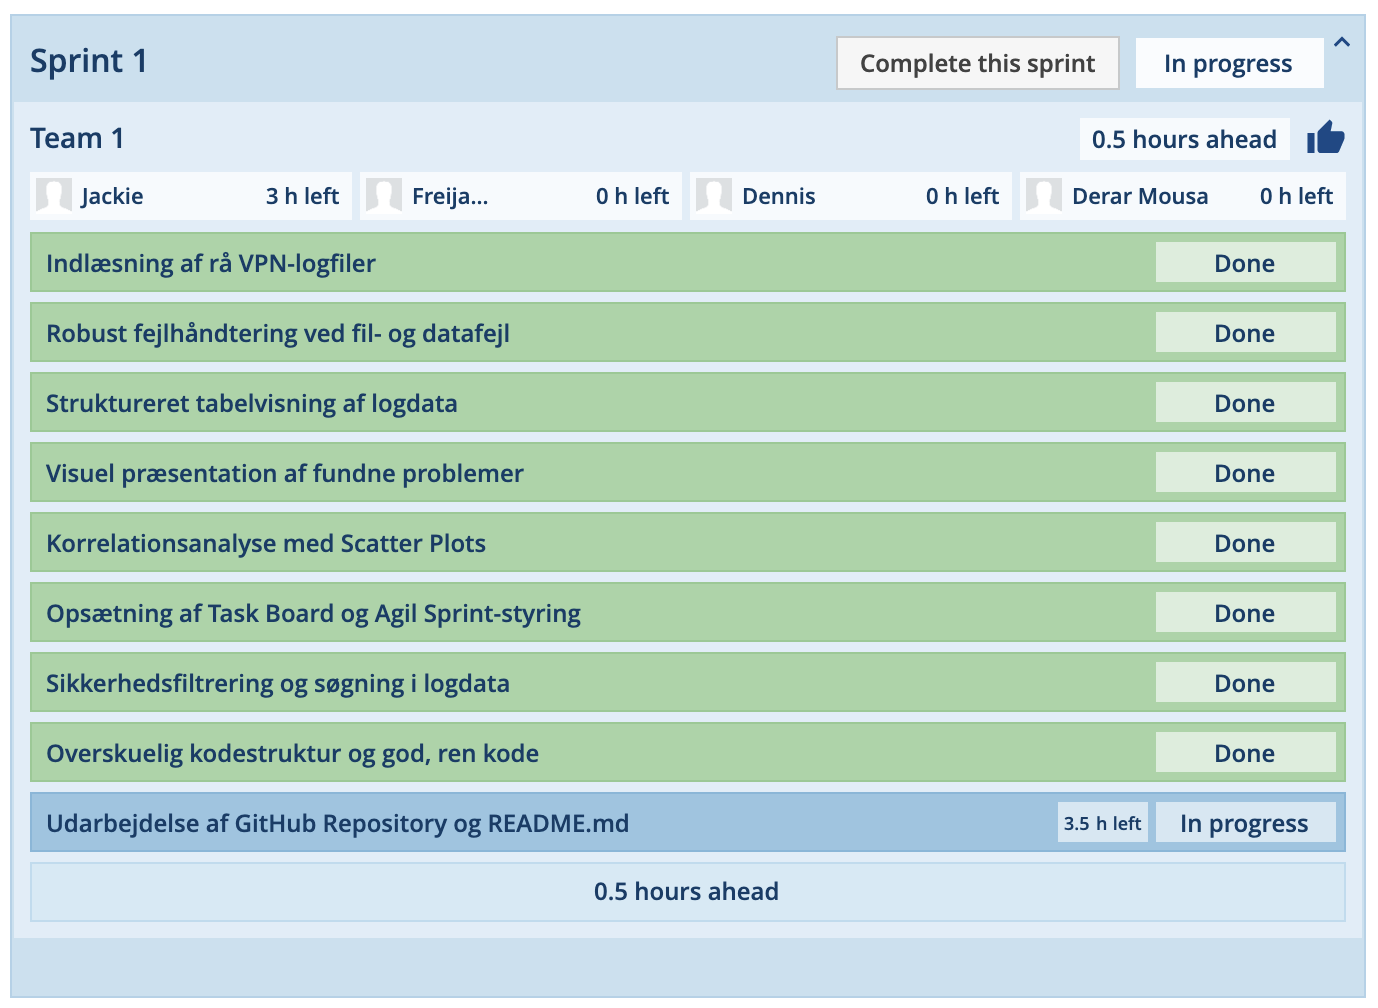 Sprint 1
Complete this sprint
In progress
Team 1
0.5 hours ahead
Jackie 3 h left
Freija... 0 h left
Dennis 0 h left
Derar Mousa 0 h left
Indlæsning af rå VPN-logfiler Done
Robust fejlhåndtering ved fil- og datafejl Done
Struktureret tabelvisning af logdata Done
Visuel præsentation af fundne problemer Done
Korrelationsanalyse med Scatter Plots Done
Opsætning af Task Board og Agil Sprint-styring Done
Sikkerhedsfiltrering og søgning i logdata Done
Overskuelig kodestruktur og god, ren kode Done
Udarbejdelse af GitHub Repository og README.md 3.5 h left In progress
0.5 hours ahead